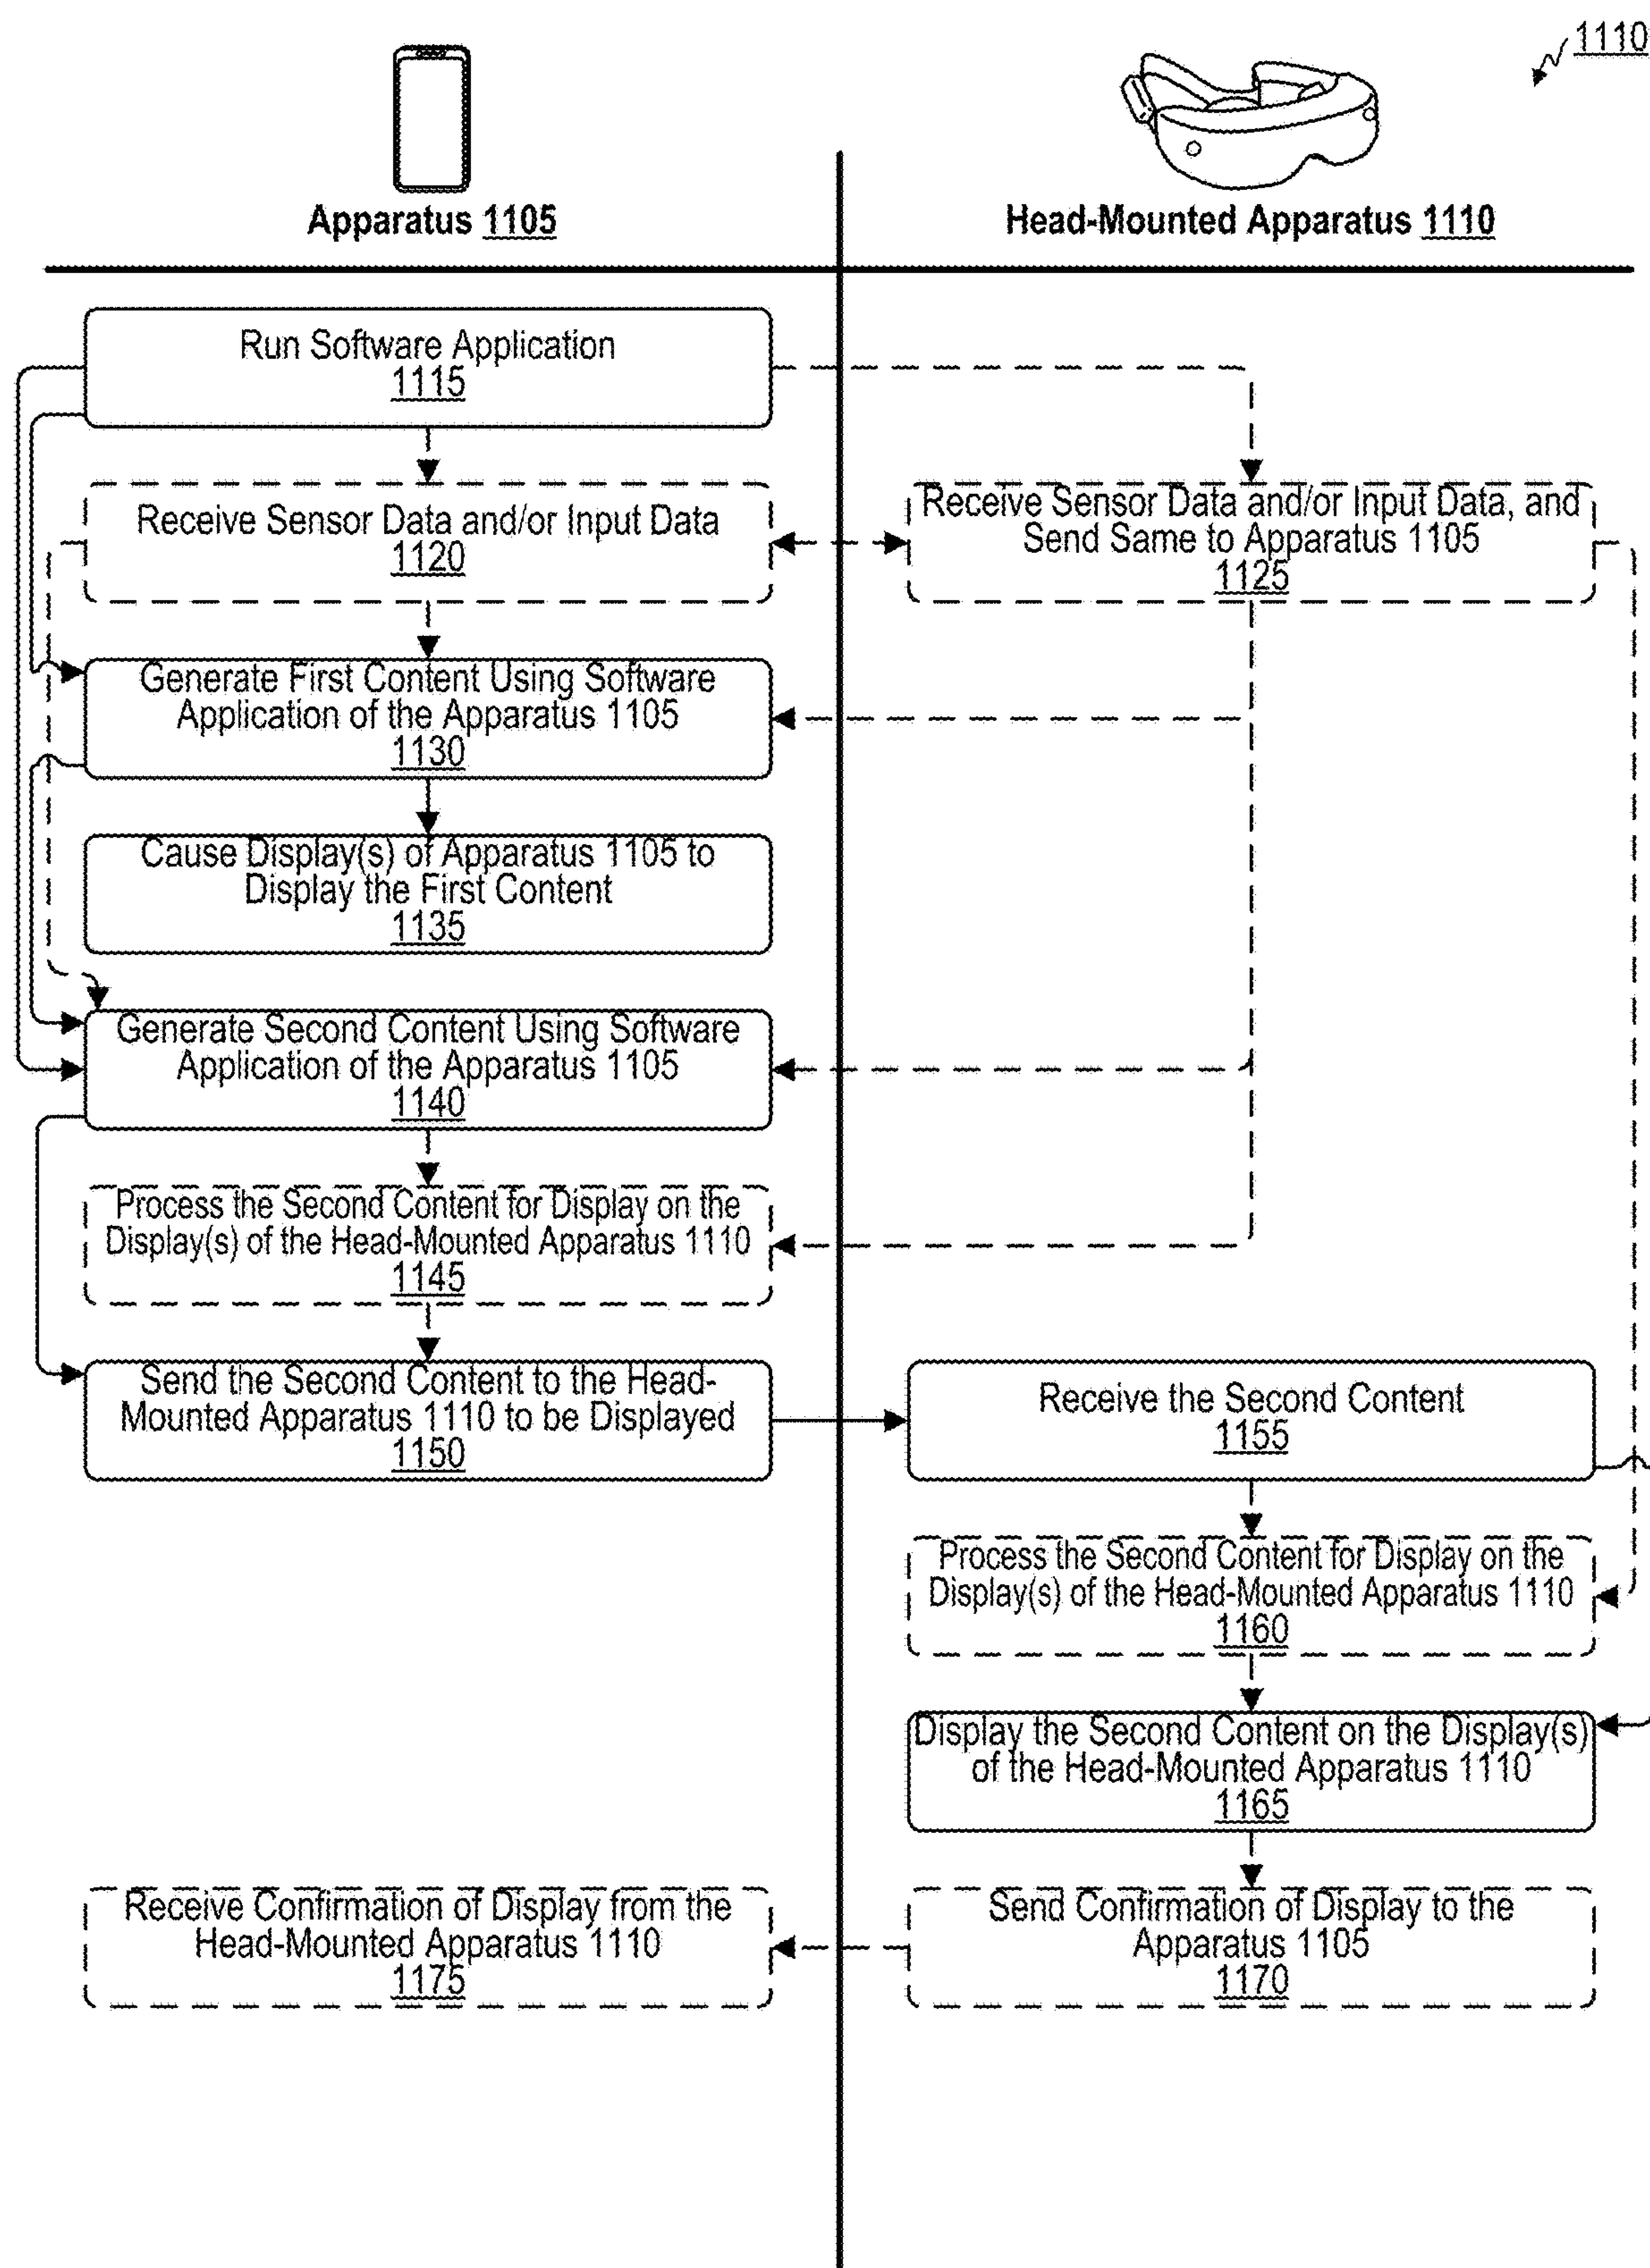 1110
Apparatus 1105
Head-Mounted Apparatus 1110
Run Software Application
1115
Receive Sensor Data and/or Input Data
1120
Receive Sensor Data and/or Input Data, and
Send Same to Apparatus 1105
1125
Generate First Content Using Software
Application of the Apparatus 1105
1130
Cause Display(s) of Apparatus 1105 to
Display the First Content
1135
Generate Second Content Using Software
Application of the Apparatus 1105
1140
Process the Second Content for Display on the
Display(s) of the Head-Mounted Apparatus 1110
1145
Send the Second Content to the Head-
Mounted Apparatus 1110 to be Displayed
1150
Receive the Second Content
1155
Process the Second Content for Display on the
Display(s) of the Head-Mounted Apparatus 1110
1160
Display the Second Content on the Display(s)
of the Head-Mounted Apparatus 1110
1165
Receive Confirmation of Display from the
Head-Mounted Apparatus 1110
1175
Send Confirmation of Display to the
Apparatus 1105
1170